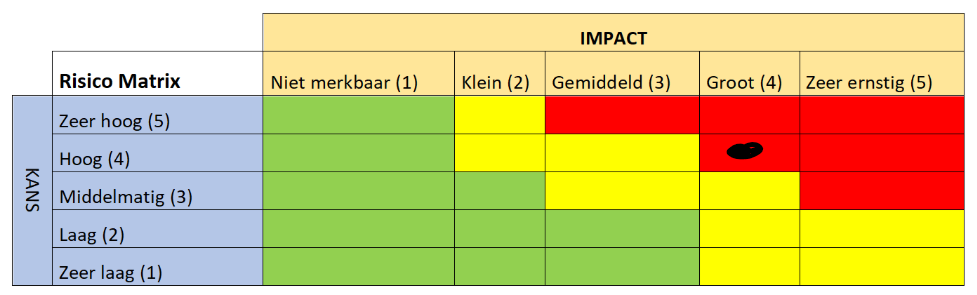 IMPACT
Risico Matrix
Niet merkbaar (1)
Klein (2)
Gemiddeld (3)
Groot (4)
Zeer ernstig (5)
KANS
Zeer hoog (5)
Hoog (4)
Middelmatig (3)
Laag (2)
Zeer laag (1)